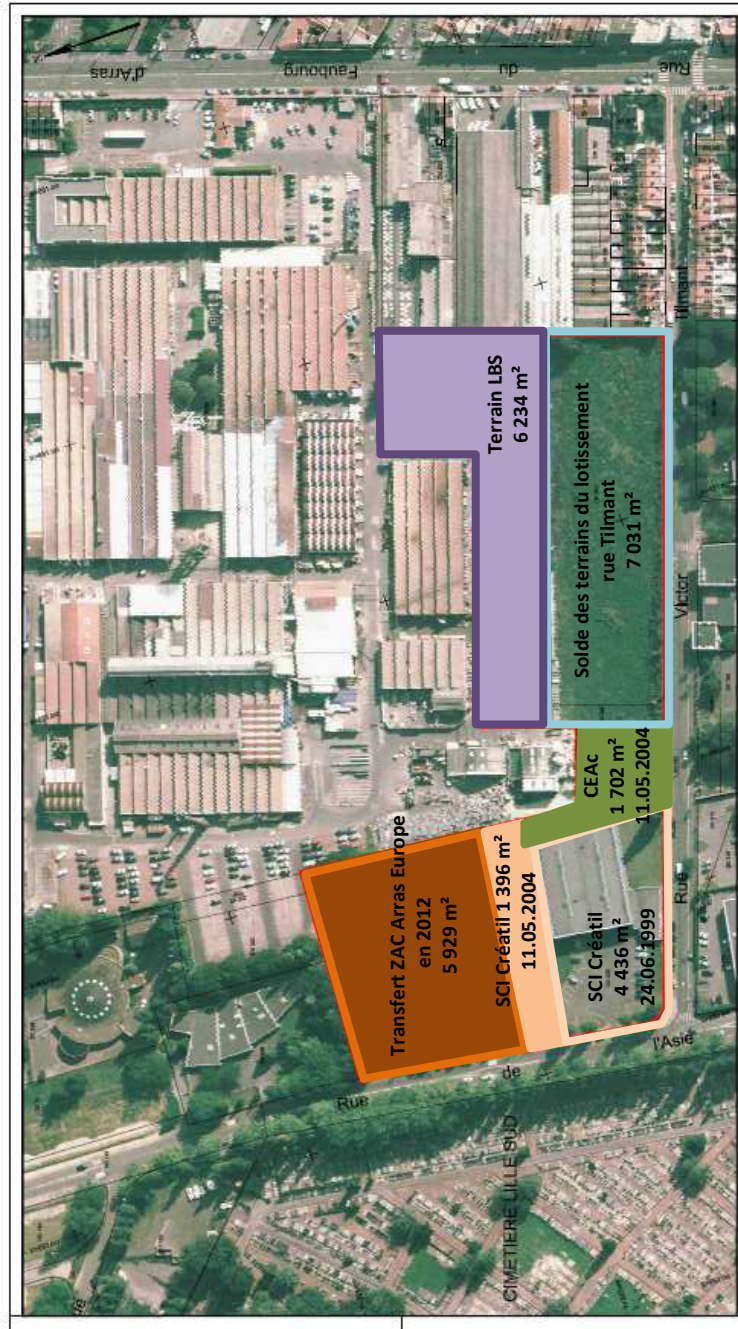 Rue
du
Faubourg
d'Arras
Terrain LBS
6 234 m²
Solde des terrains du lotissement
rue Tilmant
7 031 m²
CEAc
1 702 m²
11.05.2004
Transfert ZAC Arras Europe
en 2012
5 929 m²
SCI Créatil 1 396 m²
11.05.2004
SCI Créatil
4 436 m²
24.06.1999
Rue
Victor
Tilmant
Rue
de
l'Asie
CIMETIERE LILLE SUD